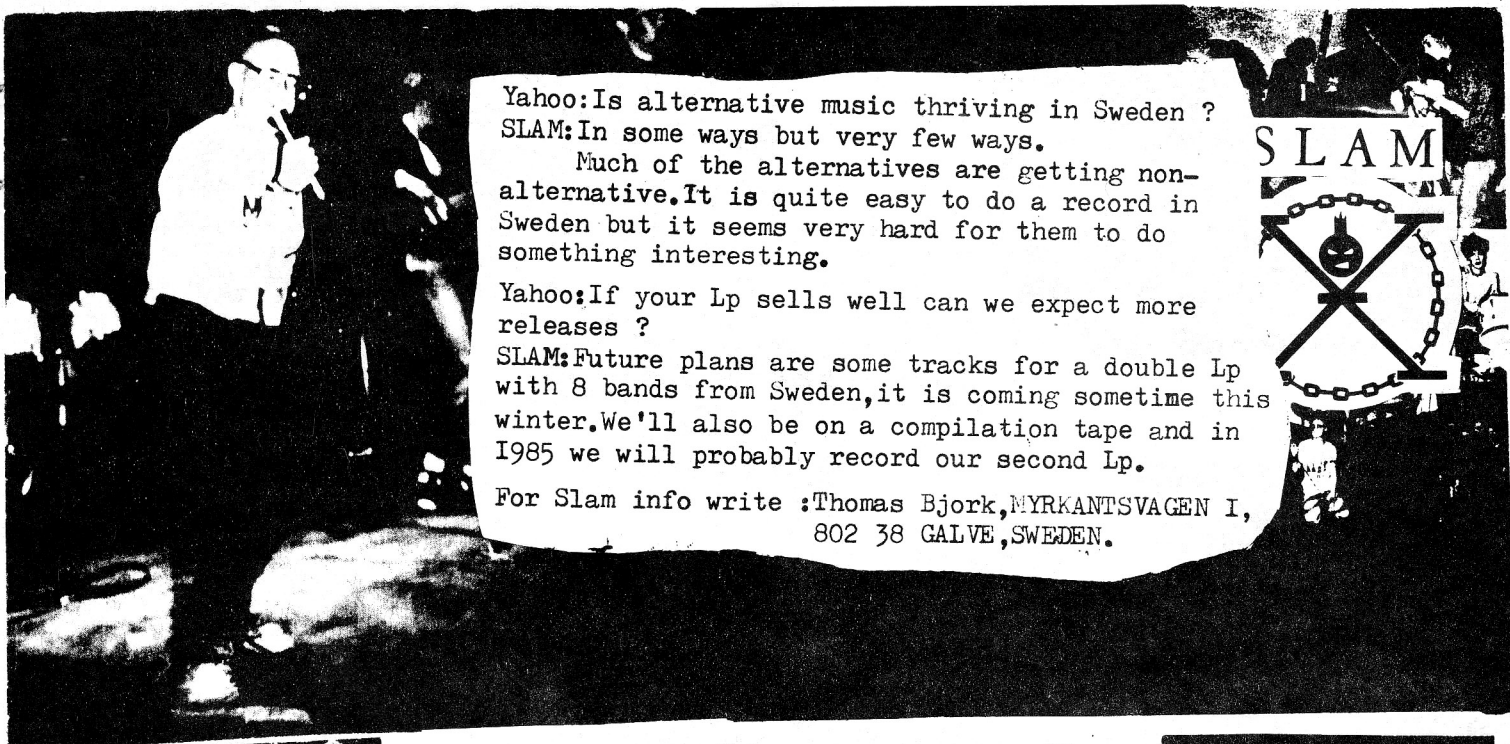 Yahoo:Is alternative music thriving in Sweden ?
SLAM:In some ways but very few ways.
Much of the alternatives are getting non-
alternative.It is quite easy to do a record in
Sweden but it seems very hard for them to do
something interesting.
Yahoo:If your Lp sells well can we expect more
releases ?
SLAM:Future plans are some tracks for a double Lp
with 8 bands from Sweden,it is coming sometime this
winter.We'll also be on a compilation tape and in
I985 we will probably record our second Lp.
For Slam info write :Thomas Bjork,MYRKANTSVAGEN I,
802 38 GALVE,SWEDEN.
SLAM
M